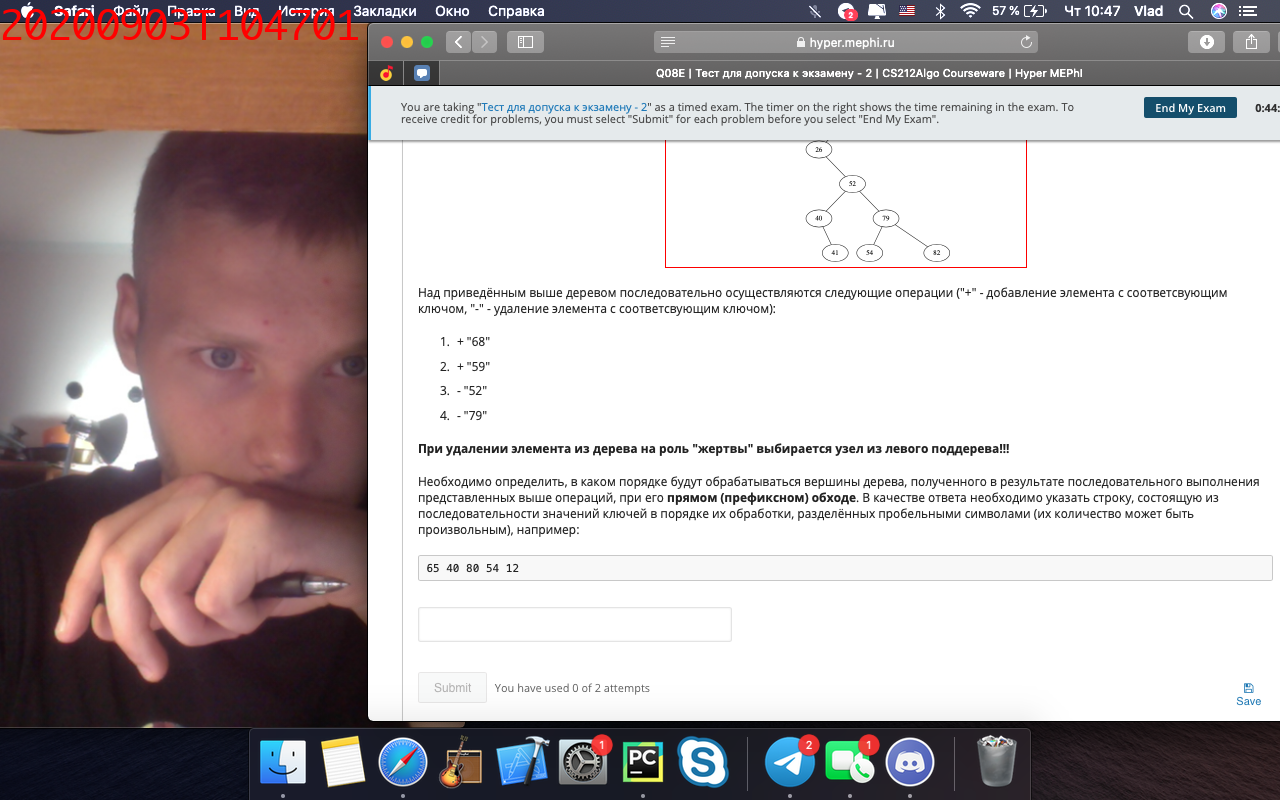 20200903T104701
Safari Файл Правка Вид История Закладки Окно Справка
2 57 % Чт 10:47 Vlad
hyper.mephi.ru
Q08E | Тест для допуска к экзамену - 2 | CS212Algo Courseware | Hyper MEPhI
You are taking "Тест для допуска к экзамену - 2" as a timed exam. The timer on the right shows the time remaining in the exam. To
receive credit for problems, you must select "Submit" for each problem before you select "End My Exam".
End My Exam
0:44:
26
52
40 79
41 54 82
Над приведённым выше деревом последовательно осуществляются следующие операции ("+" - добавление элемента с соответсвующим
ключом, "-" - удаление элемента с соответсвующим ключом):
1. + "68"
2. + "59"
3. - "52"
4. - "79"
При удалении элемента из дерева на роль "жертвы" выбирается узел из левого поддерева!!!
Необходимо определить, в каком порядке будут обрабатываться вершины дерева, полученного в результате последовательного выполнения
представленных выше операций, при его прямом (префиксном) обходе. В качестве ответа необходимо указать строку, состоящую из
последовательности значений ключей в порядке их обработки, разделённых пробельными символами (их количество может быть
произвольным), например:
65 40 80 54 12
Submit You have used 0 of 2 attempts
Save
1 PC 2 1